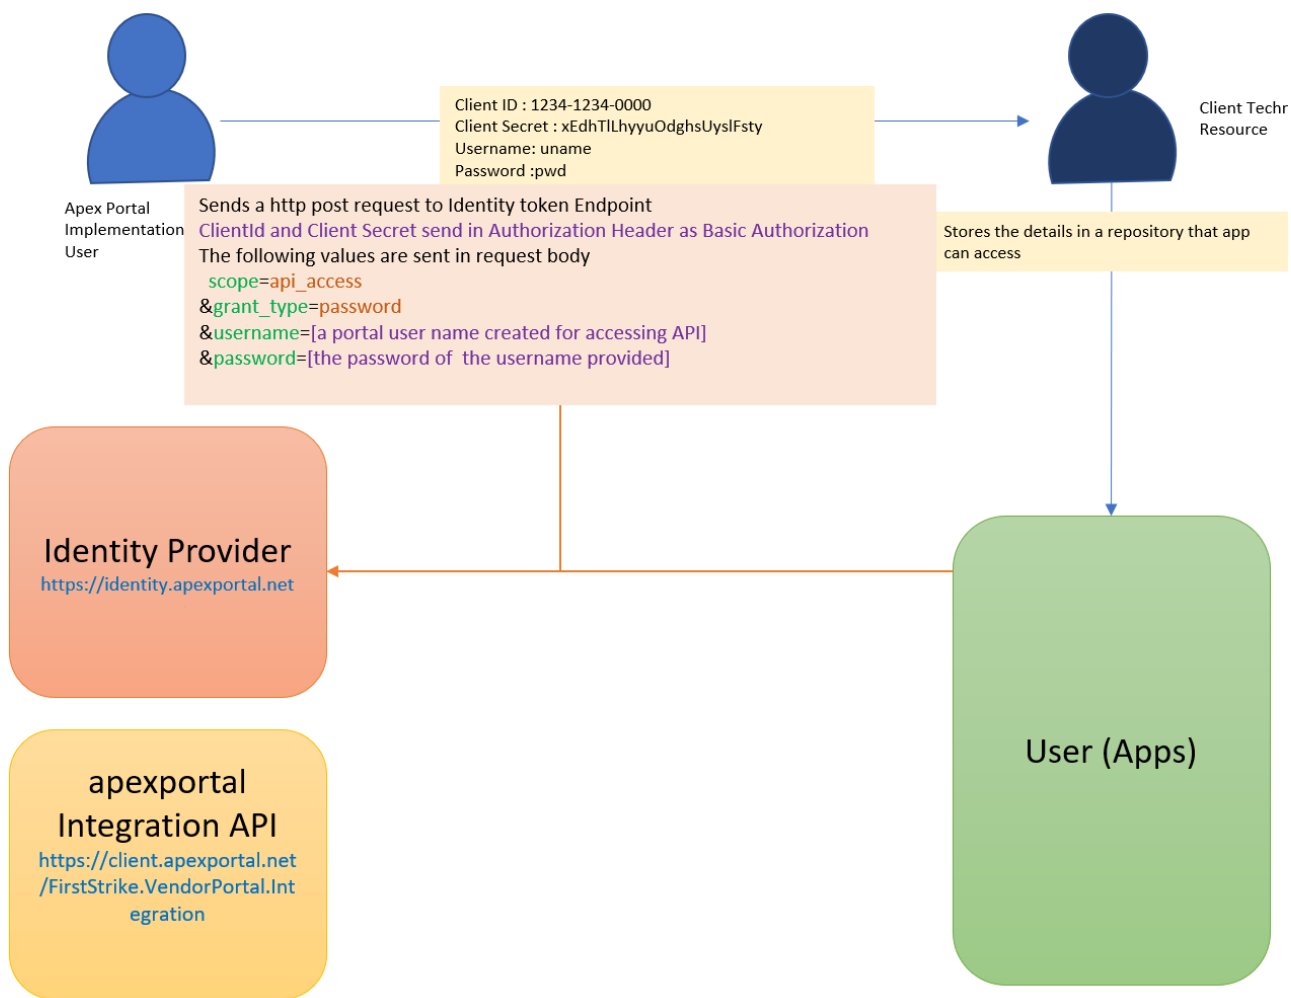 Client ID : 1234-1234-0000
Client Secret : xEdhTlLhyyuOdghsUyslFsty
Username: uname
Password :pwd
Client Techr
Resource
Apex Portal
Implementation
User
Sends a http post request to Identity token Endpoint
ClientId and Client Secret send in Authorization Header as Basic Authorization
The following values are sent in request body
scope=api_access
&grant_type=password
&username=[a portal user name created for accessing API]
&password=[the password of  the username provided]
Stores the details in a repository that app
can access
Identity Provider
https://identity.apexportal.net
User (Apps)
apexportal
Integration API
https://client.apexportal.net
/FirstStrike.VendorPortal.Int
egration